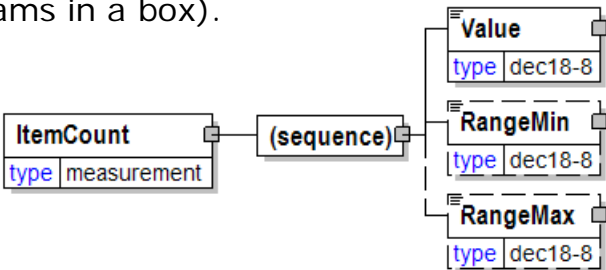 ams in a box).
Value
type dec18-8
RangeMin
type dec18-8
ItemCount
type measurement
(sequence)
RangeMax
type dec18-8